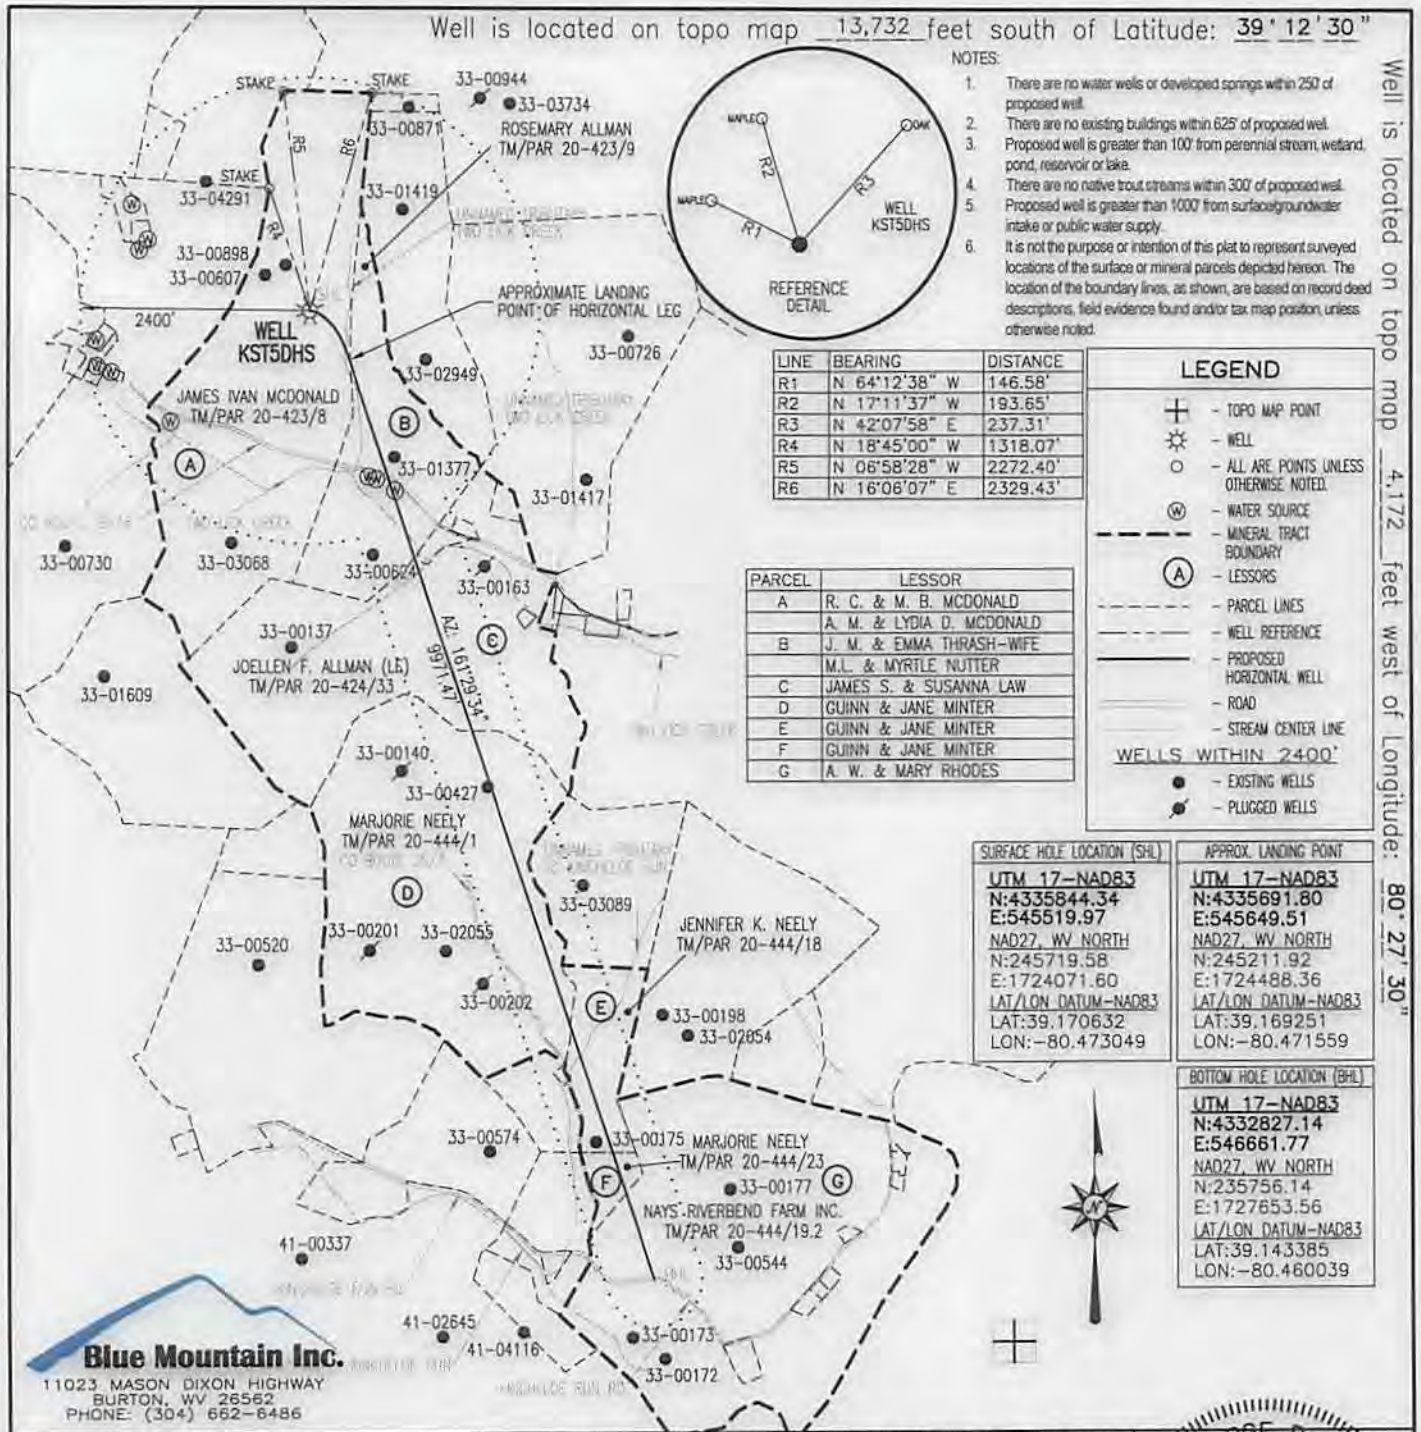 Well is located on topo map 13,732 feet south of Latitude: 39° 12' 30"
Well is located on topo map 4,172 feet west of Longitude: 80° 27' 30"
NOTES:
1. There are no water wells or developed springs within 250' of
proposed well.
2. There are no existing buildings within 625' of proposed well.
3. Proposed well is greater than 100' from perennial stream, wetland,
pond, reservoir or lake.
4. There are no native trout streams within 300' of proposed well.
5. Proposed well is greater than 1000' from surface/groundwater
intake or public water supply.
6. It is not the purpose or intention of this plat to represent surveyed
locations of the surface or mineral parcels depicted hereon. The
location of the boundary lines, as shown, are based on record deed
descriptions, field evidence found and/or tax map position, unless
otherwise noted.
STAKE
STAKE
33-00944
33-03734
33-00871
ROSEMARY ALLMAN
TM/PAR 20-423/9
R5
R6
STAKE
33-04291
33-01419
UNNAMED TRIBUTARY
TWO LICK CREEK
R4
33-00898
33-00607
SHL
2400'
WELL
KST5DHS
APPROXIMATE LANDING
POINT OF HORIZONTAL LEG
33-00726
33-02949
JAMES IVAN MCDONALD
TM/PAR 20-423/8
UNNAMED TRIBUTARY
TWO LICK CREEK
A
B
33-01377
33-01417
TWO LICK CREEK
33-00730
33-03068
33-00624
33-00163
33-00137
C
JOELLEN F. ALLMAN (LE)
TM/PAR 20-424/33
33-01609
AZ: 161°29'34"
9971.47
33-00140
33-00427
MARJORIE NEELY
TM/PAR 20-444/1
D
UNNAMED TRIBUTARY
TO KINCHELOE RUN
33-03089
33-00520
33-00201
33-02055
33-00202
JENNIFER K. NEELY
TM/PAR 20-444/18
E
33-00198
33-02054
33-00574
33-00175
MARJORIE NEELY
TM/PAR 20-444/23
33-00177
F
G
NAYS RIVERBEND FARM INC.
TM/PAR 20-444/19.2
33-00544
BHL
41-00337
41-02645
41-04116
33-00173
33-00172
KINCHELOE RUN RD
MAPLE
OAK
MAPLE
R2
R3
R1
WELL
KST5DHS
REFERENCE
DETAIL
LINE BEARING DISTANCE
R1 N 64°12'38" W 146.58'
R2 N 17°11'37" W 193.65'
R3 N 42°07'58" E 237.31'
R4 N 18°45'00" W 1318.07'
R5 N 06°58'28" W 2272.40'
R6 N 16°06'07" E 2329.43'
LEGEND
- TOPO MAP POINT
- WELL
- ALL ARE POINTS UNLESS
OTHERWISE NOTED.
W - WATER SOURCE
- MINERAL TRACT
BOUNDARY
A - LESSORS
- PARCEL LINES
- WELL REFERENCE
- PROPOSED
HORIZONTAL WELL
- ROAD
- STREAM CENTER LINE
WELLS WITHIN 2400'
- EXISTING WELLS
- PLUGGED WELLS
PARCEL LESSOR
A R. C. & M. B. MCDONALD
A. M. & LYDIA D. MCDONALD
B J. M. & EMMA THRASH-WIFE
M.L. & MYRTLE NUTTER
C JAMES S. & SUSANNA LAW
D GUINN & JANE MINTER
E GUINN & JANE MINTER
F GUINN & JANE MINTER
G A. W. & MARY RHODES
SURFACE HOLE LOCATION (SHL)
UTM 17-NAD83
N:4335844.34
E:545519.97
NAD27, WV NORTH
N:245719.58
E:1724071.60
LAT/LON DATUM-NAD83
LAT:39.170632
LON:-80.473049
APPROX. LANDING POINT
UTM 17-NAD83
N:4335691.80
E:545649.51
NAD27, WV NORTH
N:245211.92
E:1724488.36
LAT/LON DATUM-NAD83
LAT:39.169251
LON:-80.471559
BOTTOM HOLE LOCATION (BHL)
UTM 17-NAD83
N:4332827.14
E:546661.77
NAD27, WV NORTH
N:235756.14
E:1727653.56
LAT/LON DATUM-NAD83
LAT:39.143385
LON:-80.460039
N
Blue Mountain Inc.
11023 MASON DIXON HIGHWAY
BURTON, WV 26562
PHONE: (304) 662-6486